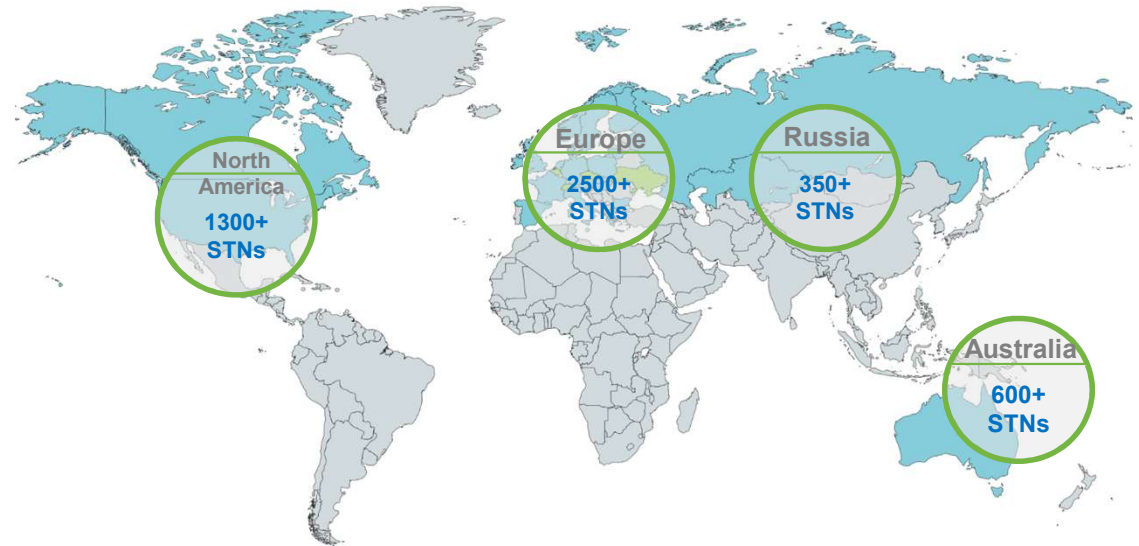 North
America
1300+
STNs
Europe
2500+
STNs
Russia
350+
STNs
Australia
600+
STNs